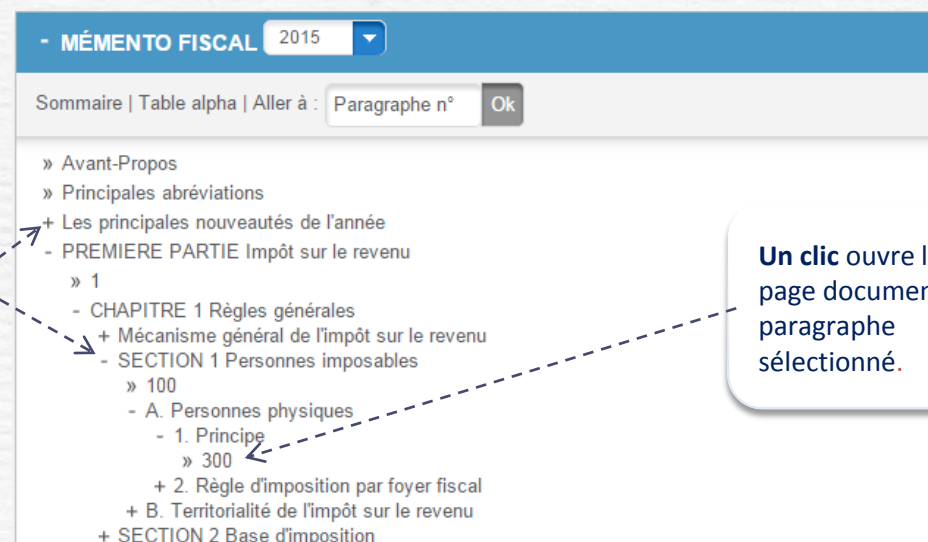 - MÉMENTO FISCAL 2015
Sommaire | Table alpha | Aller à : Paragraphe n° Ok
» Avant-Propos
» Principales abréviations
+ Les principales nouveautés de l'année
- PREMIERE PARTIE Impôt sur le revenu
» 1
- CHAPITRE 1 Règles générales
+ Mécanisme général de l'impôt sur le revenu
- SECTION 1 Personnes imposables
» 100
- A. Personnes physiques
- 1. Principe
» 300
+ 2. Règle d'imposition par foyer fiscal
+ B. Territorialité de l'impôt sur le revenu
+ SECTION 2 Base d'imposition
Un clic ouvre
page
paragraphe
sélectionné.